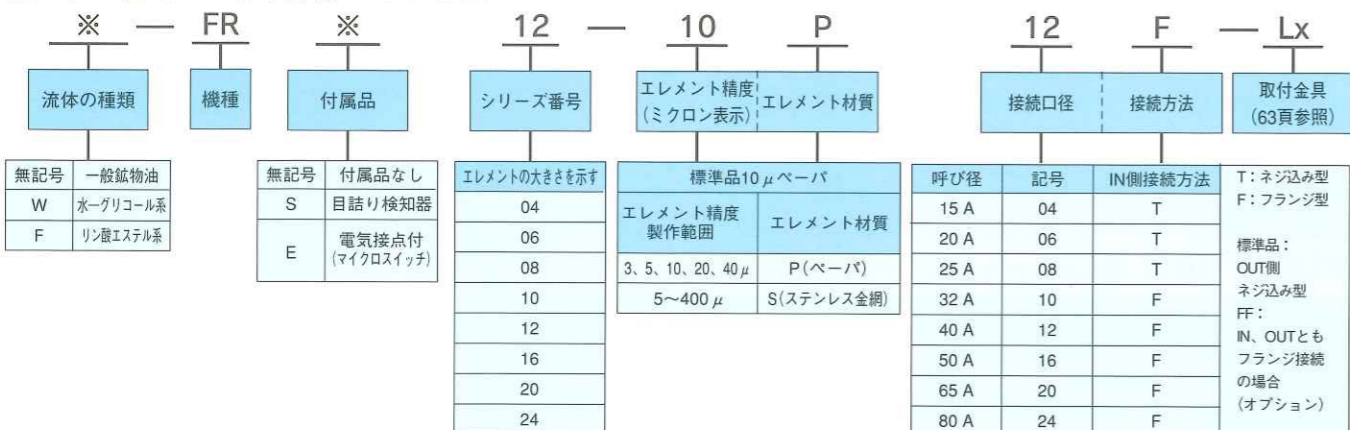 ※ — FR ※ 12 — 10 P 12 F — Lx
流体の種類
機種
付属品
シリーズ番号
エレメント精度
(ミクロン表示)
エレメント材質
接続口径
接続方法
取付金具
(63頁参照)
無記号 一般鉱物油
W 水ーグリコール系
F リン酸エステル系
無記号 付属品なし
S 目詰り検知器
E 電気接点付
(マイクロスイッチ)
エレメントの大きさを示す
04
06
08
10
12
16
20
24
標準品10μペーパ
エレメント精度
製作範囲
エレメント材質
3、5、10、20、40μ P(ペーパ)
5〜400μ S(ステンレス金網)
呼び径 記号 IN側接続方法
15 A 04 T
20 A 06 T
25 A 08 T
32 A 10 F
40 A 12 F
50 A 16 F
65 A 20 F
80 A 24 F
T:ネジ込み型
F:フランジ型
標準品:
OUT側
ネジ込み型
FF:
IN、OUTとも
フランジ接続
の場合
(オプション)